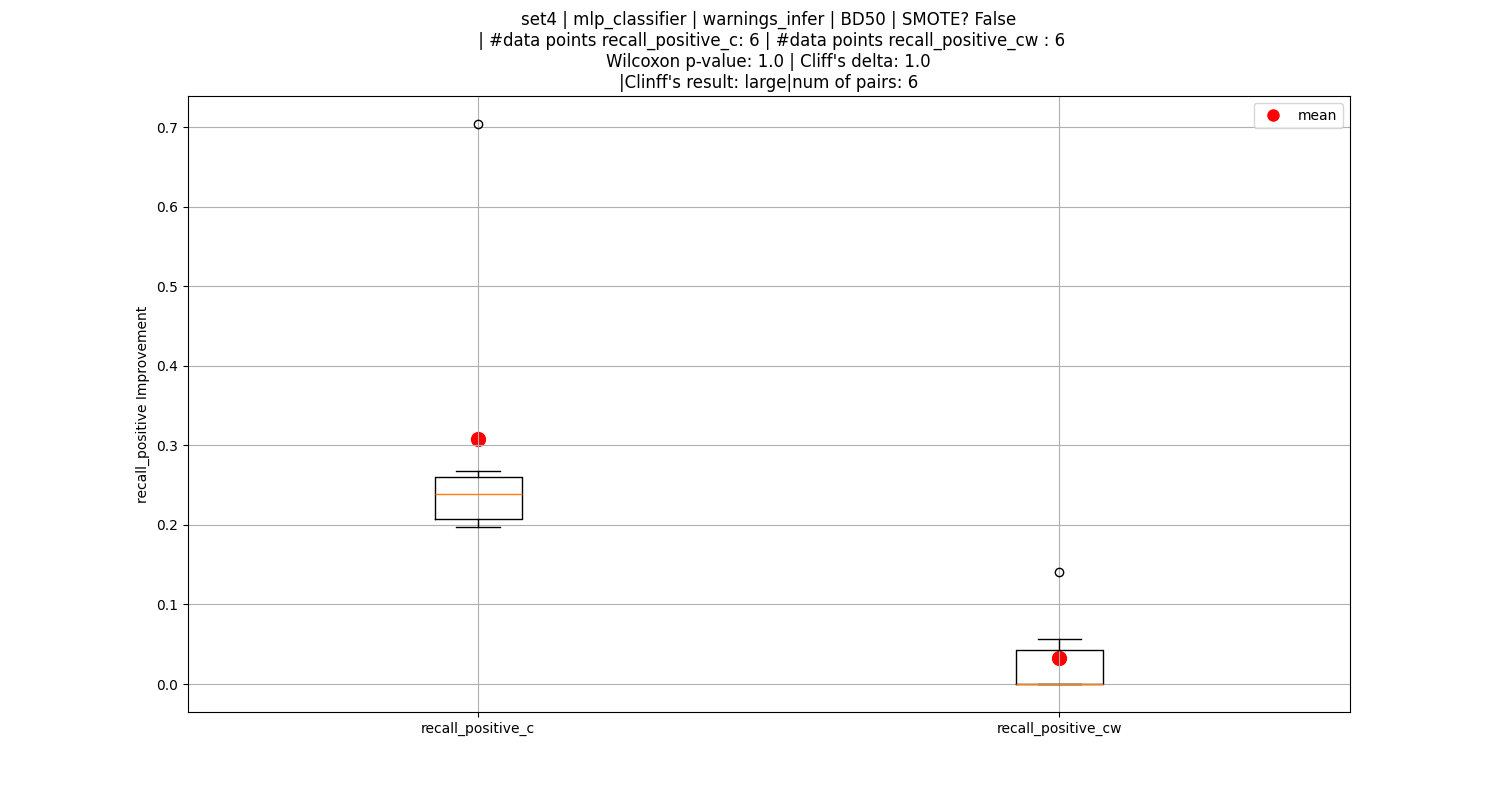 set4 | mlp_classifier | warnings_infer | BD50 | SMOTE? False
| #data points recall_positive_c: 6 | #data points recall_positive_cw : 6
Wilcoxon p-value: 1.0 | Cliff's delta: 1.0
|Clinff's result: large|num of pairs: 6
mean
0.7
0.6
0.5
0.4
0.3
0.2
0.1
0.0
recall_positive Improvement
recall_positive_c
recall_positive_cw